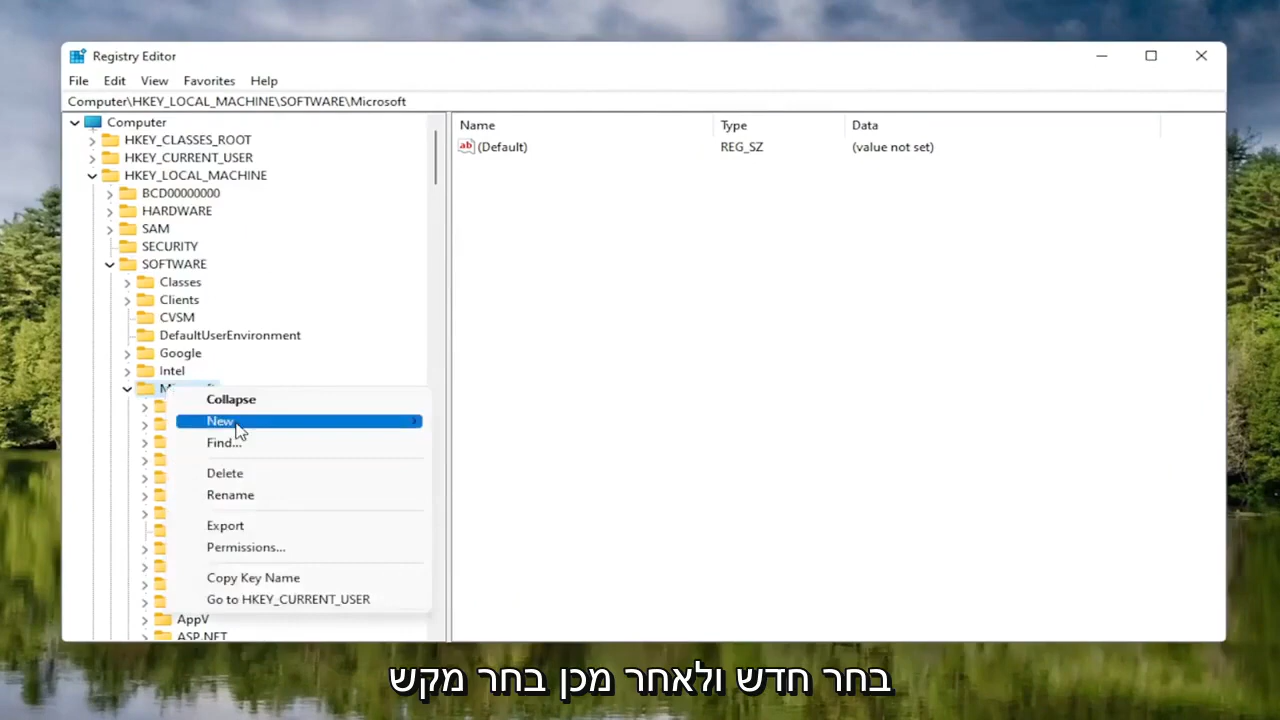 Registry Editor
File Edit View Favorites Help
Computer\HKEY_LOCAL_MACHINE\SOFTWARE\Microsoft
Computer
HKEY_CLASSES_ROOT
HKEY_CURRENT_USER
HKEY_LOCAL_MACHINE
BCD00000000
HARDWARE
SAM
SECURITY
SOFTWARE
Classes
Clients
CVSM
DefaultUserEnvironment
Google
Intel
Collapse
New
Find...
Delete
Rename
Export
Permissions...
Copy Key Name
Go to HKEY_CURRENT_USER
AppV
ASP.NET
Name Type Data
ab (Default) REG_SZ (value not set)
בחר חדש ולאחר מכן בחר מקש